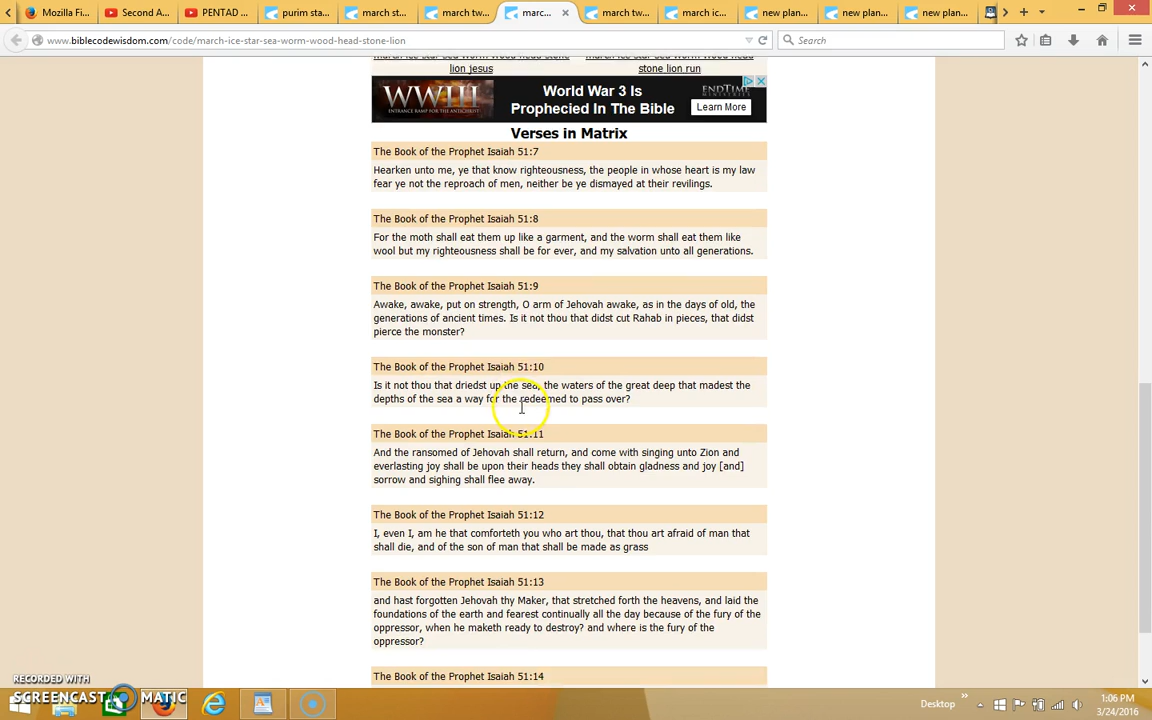 Mozilla Fi...
Second A...
PENTAD ...
purim sta...
march st...
march tw...
marc...
march tw...
march ic...
new plan...
new plan...
new plan...
www.biblecodewisdom.com/code/march-ice-star-sea-worm-wood-head-stone-lion
Search
lion jesus
stone lion run
WWIII
ENTRANCE RAMP FOR THE ANTICHRIST
World War 3 Is
Prophecied In The Bible
ENDTIME
Learn More
Verses in Matrix
The Book of the Prophet Isaiah 51:7
Hearken unto me, ye that know righteousness, the people in whose heart is my law
fear ye not the reproach of men, neither be ye dismayed at their revilings.
The Book of the Prophet Isaiah 51:8
For the moth shall eat them up like a garment, and the worm shall eat them like
wool but my righteousness shall be for ever, and my salvation unto all generations.
The Book of the Prophet Isaiah 51:9
Awake, awake, put on strength, O arm of Jehovah awake, as in the days of old, the
generations of ancient times. Is it not thou that didst cut Rahab in pieces, that didst
pierce the monster?
The Book of the Prophet Isaiah 51:10
Is it not thou that driedst up the sea, the waters of the great deep that madest the
depths of the sea a way for the redeemed to pass over?
The Book of the Prophet Isaiah 51:11
And the ransomed of Jehovah shall return, and come with singing unto Zion and
everlasting joy shall be upon their heads they shall obtain gladness and joy [and]
sorrow and sighing shall flee away.
The Book of the Prophet Isaiah 51:12
I, even I, am he that comforteth you who art thou, that thou art afraid of man that
shall die, and of the son of man that shall be made as grass
The Book of the Prophet Isaiah 51:13
and hast forgotten Jehovah thy Maker, that stretched forth the heavens, and laid the
foundations of the earth and fearest continually all the day because of the fury of the
oppressor, when he maketh ready to destroy? and where is the fury of the
oppressor?
The Book of the Prophet Isaiah 51:14
RECORDED WITH
SCREENCAST MATIC
Desktop
1:06 PM
3/24/2016